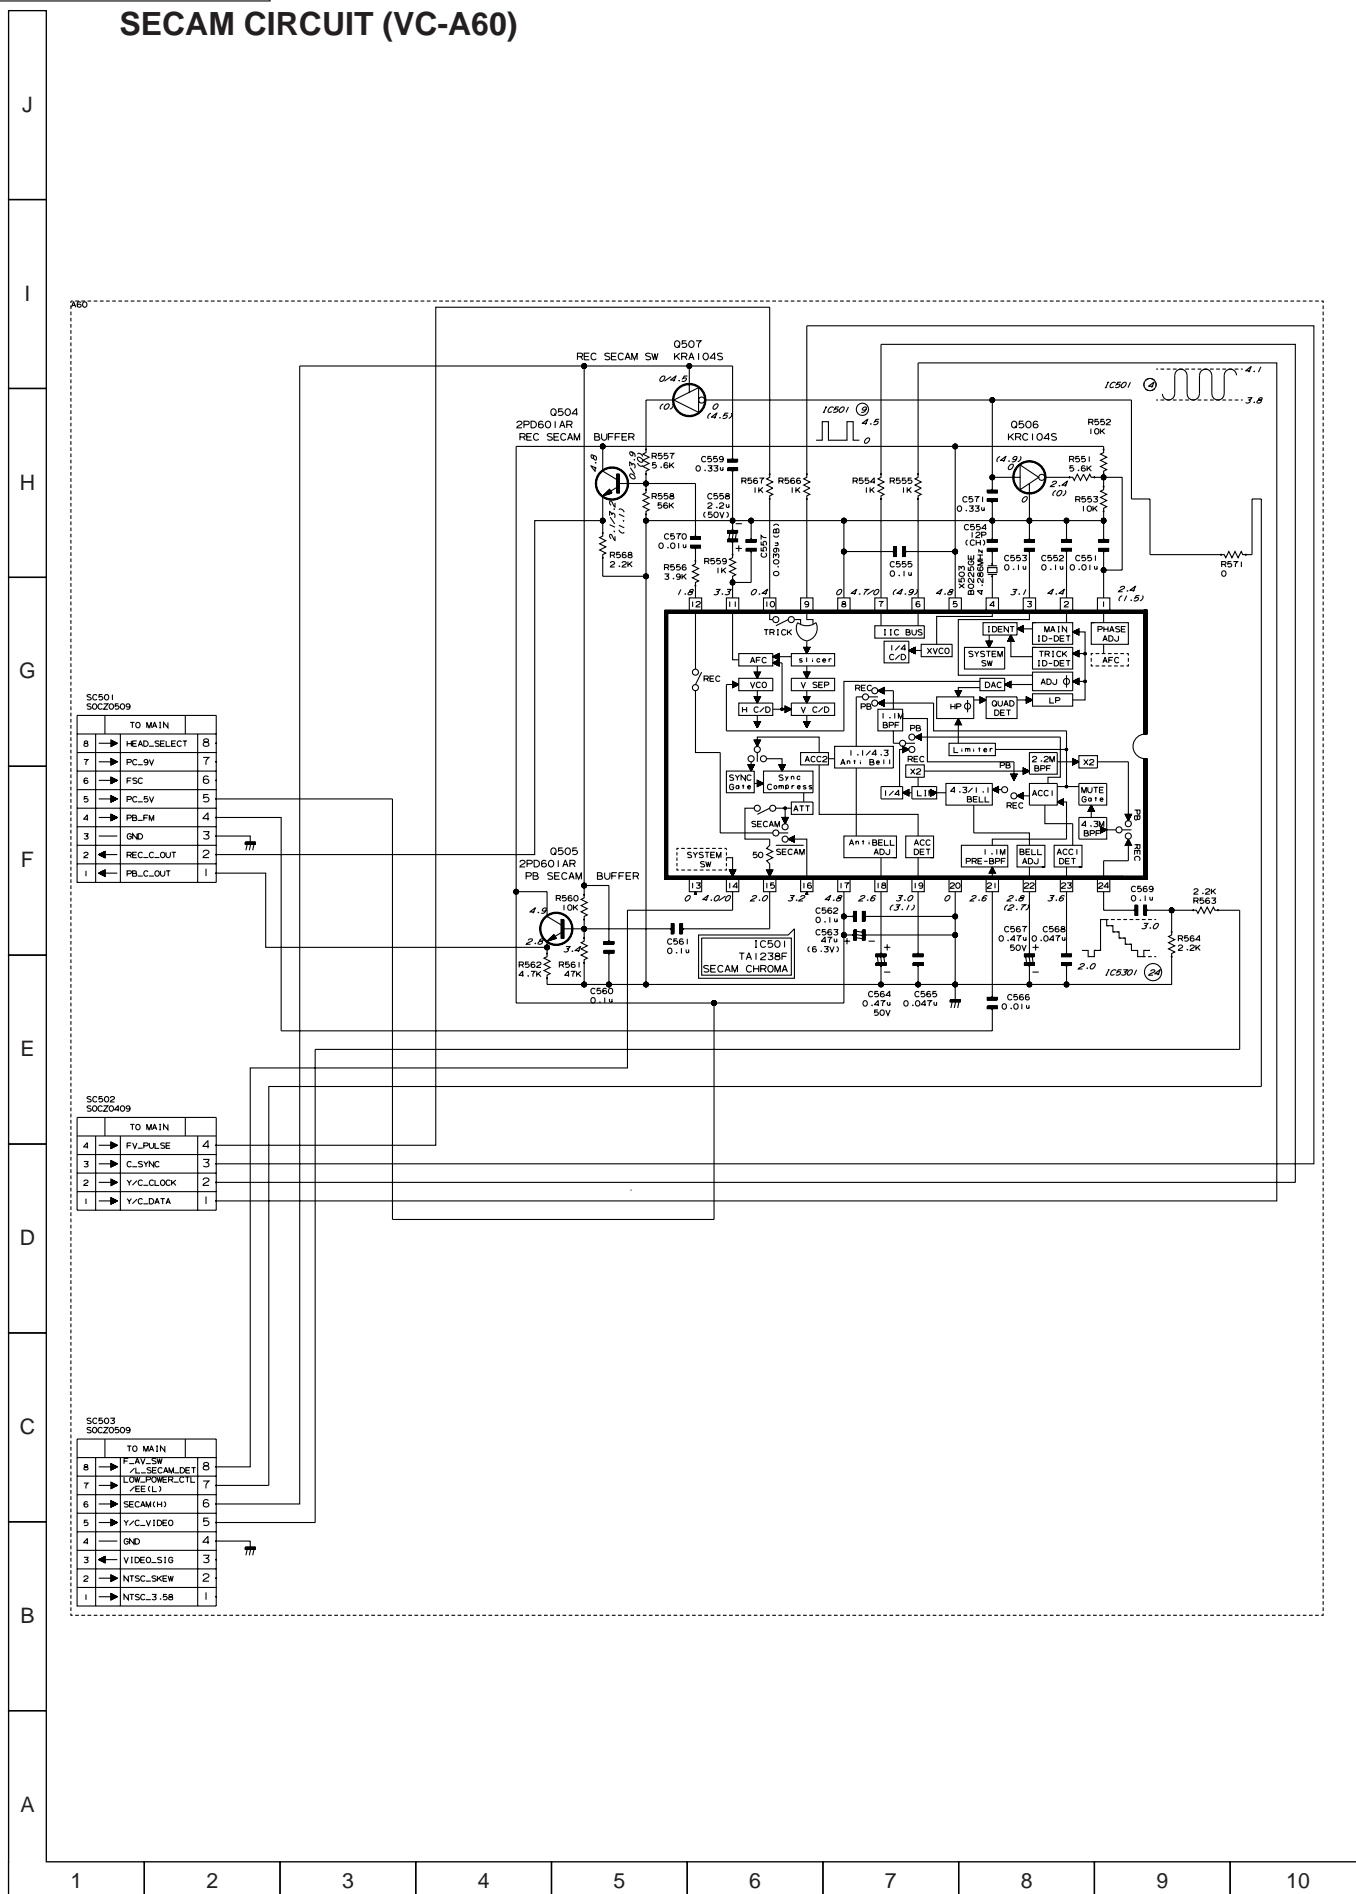 SECAM CIRCUIT (VC-A60)
J
I
H
G
F
E
D
C
B
A
A60
Q507
REC SECAM SW KRA104S
0/4.5
(0)
0
(4.5)
Q504
2PD601AR
REC SECAM BUFFER
4.8
0/3.9
(0)
2.1/3.2
(1.1)
R557
5.6K
R558
56K
R568
2.2K
C559
0.33u
C558
2.2u
(50V)
C570
0.01u
R556
3.9K
R559
1K
C557
0.039u(B)
R567
1K
R566
1K
IC501 9
4.5
0
R554
1K
R555
1K
C555
0.1u
C571
0.33u
C554
12P
(CH)
X503
B0225GE
4.286MHz
Q506
KRC104S
(4.9)
0
0
2.4
(0)
R551
5.6K
R552
10K
R553
10K
C553
0.1u
C552
0.1u
C551
0.01u
IC501 4
4.1
3.8
R571
0
1.8 3.3 0.4 0 4.7/0 (4.9) 4.8 3.1 4.4 2.4
(1.5)
12 11 10 9 8 7 6 5 4 3 2 1
TRICK
REC
AFC
slicer
VCO
V SEP
H C/D
V C/D
IIC BUS
1/4
C/D
XVCO
IDENT
SYSTEM
SW
MAIN
ID-DET
TRICK
ID-DET
PHASE
ADJ
AFC
DAC
ADJ ϕ
HP ϕ
QUAD
DET
LP
REC
PB
1.1M
BPF
PB
REC
Limiter
1.1/4.3
Anti Bell
ACC2
SYNC
Gate
Sync
Compress
ATT
SECAM
SECAM
50
X2
1/4
LIM
4.3/1.1
BELL
PB
REC
2.2M
BPF
X2
ACC1
MUTE
Gate
4.3M
BPF
PB
REC
SYSTEM
SW
AntiBELL
ADJ
ACC
DET
1.1M
PRE-BPF
BELL
ADJ
ACC1
DET
13 14 15 16 17 18 19 20 21 22 23 24
0 4.0/0 2.0 3.2 4.8 2.6 3.0
(3.1) 0 2.6 2.8
(2.7) 3.6
Q505
2PD601AR
PB SECAM BUFFER
4.9
2.8
3.4
R560
10K
R562
4.7K
R561
47K
C560
0.1u
C561
0.1u
IC501
TA1238F
SECAM CHROMA
C562
0.1u
C563
47u
(6.3V)
C564
0.47u
50V
C565
0.047u
C567
0.47u
50V
C568
0.047u
C566
0.01u
C569
0.1u
2.2K
R563
R564
2.2K
3.0
2.0
IC5301 24
SC501
SOCZ0509
TO MAIN
8 HEAD_SELECT 8
7 PC_9V 7
6 FSC 6
5 PC_5V 5
4 PB_FM 4
3 GND 3
2 REC_C_OUT 2
1 PB_C_OUT 1
SC502
SOCZ0409
TO MAIN
4 FV_PULSE 4
3 C_SYNC 3
2 Y/C_CLOCK 2
1 Y/C_DATA 1
SC503
SOCZ0509
TO MAIN
8 F_AV_SW /L_SECAM_DET 8
7 LOW_POWER_CTL /EE(L) 7
6 SECAM(H) 6
5 Y/C_VIDEO 5
4 GND 4
3 VIDEO_SIG 3
2 NTSC_SKEW 2
1 NTSC_3.58 1
1 2 3 4 5 6 7 8 9 10